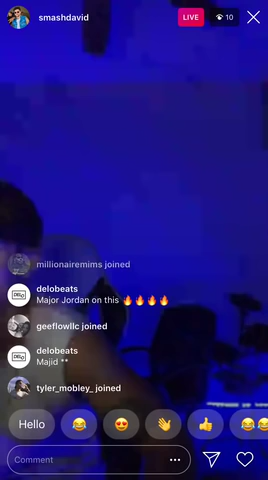 smashdavid
LIVE
10
millionairemims joined
delobeats
Major Jordan on this 🔥🔥🔥🔥
geeflowllc joined
delobeats
Majid **
tyler_mobley_ joined
Hello
Comment